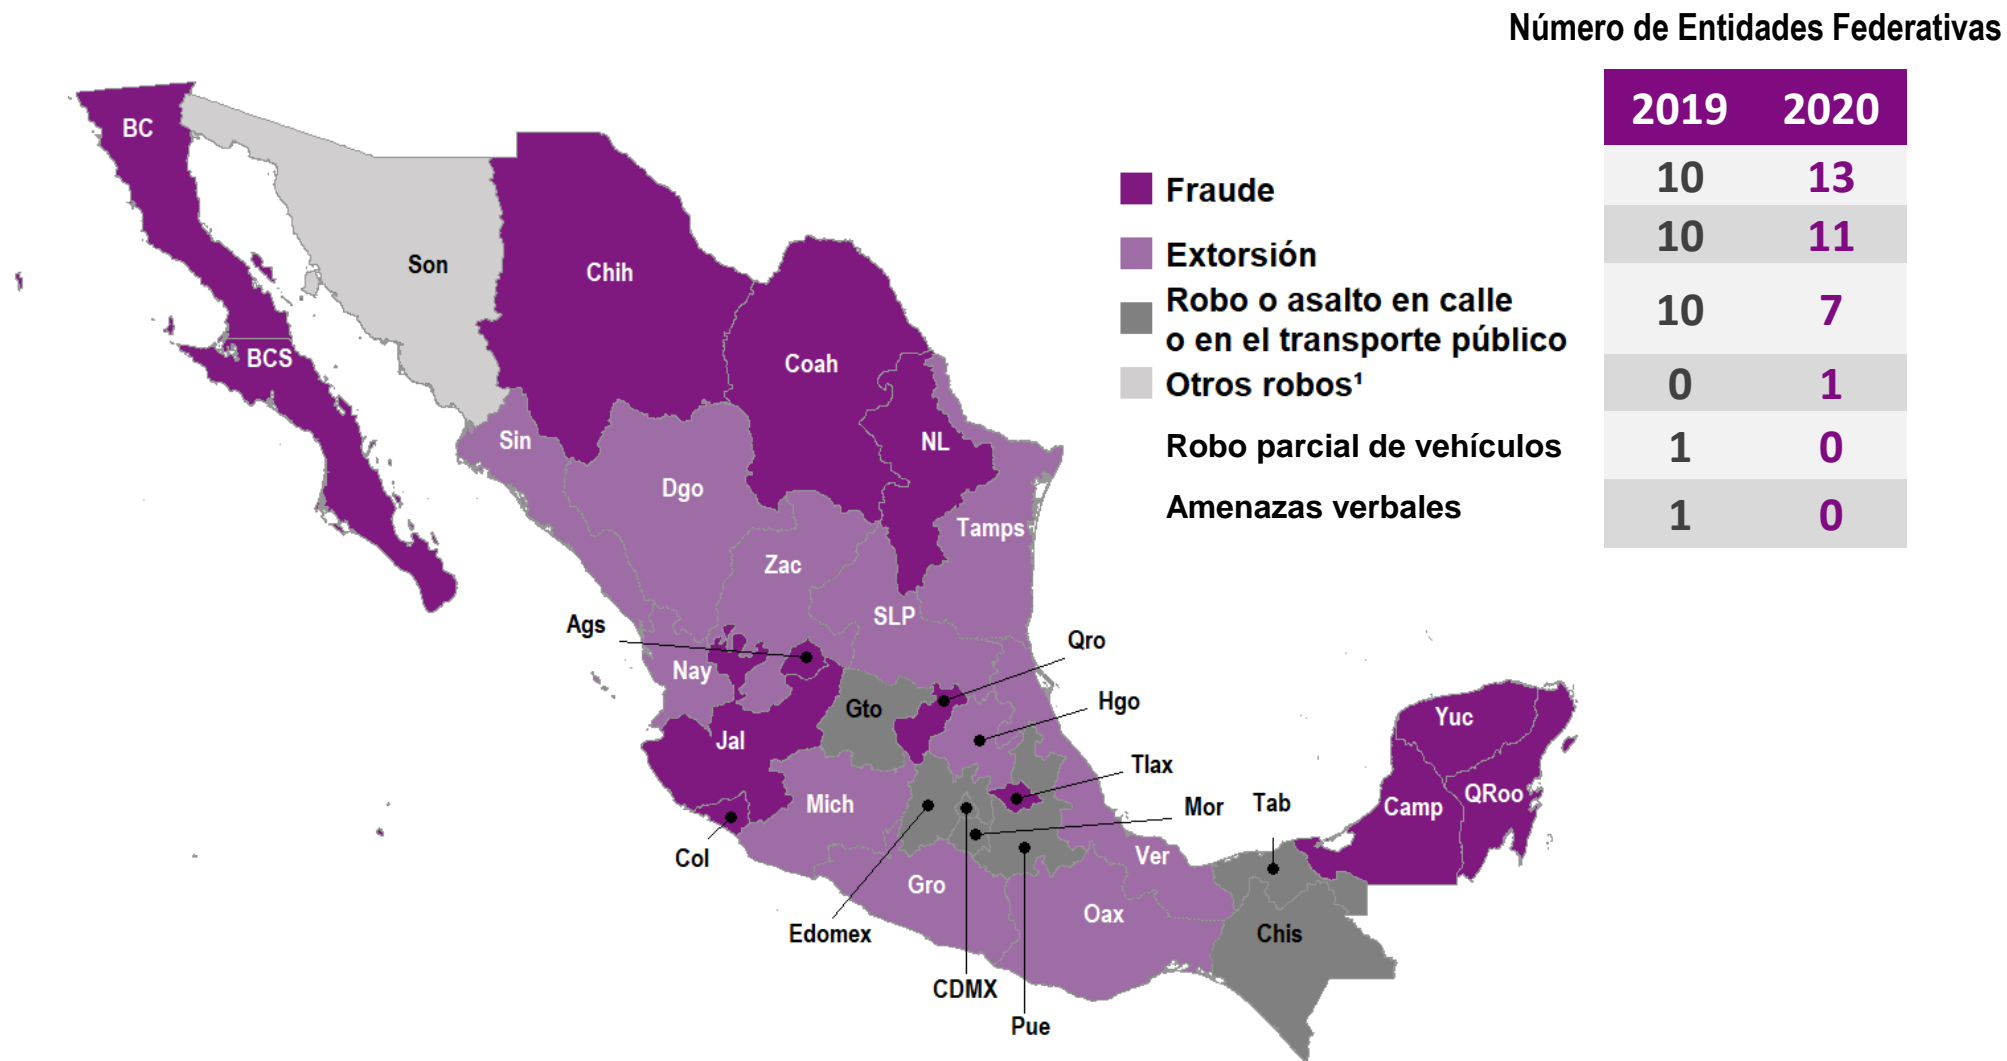 Número de Entidades Federativas
2019 2020
Fraude 10 13
Extorsión 10 11
Robo o asalto en calle
o en el transporte público 10 7
Otros robos¹ 0 1
Robo parcial de vehículos 1 0
Amenazas verbales 1 0
BC
Son
Chih
BCS
Coah
Sin
NL
Dgo
Tamps
Zac
SLP
Ags
Qro
Nay
Hgo
Gto
Yuc
Jal
Tlax
QRoo
Mich
Mor
Tab
Camp
Col
Ver
Gro
Oax
Edomex
Chis
CDMX
Pue